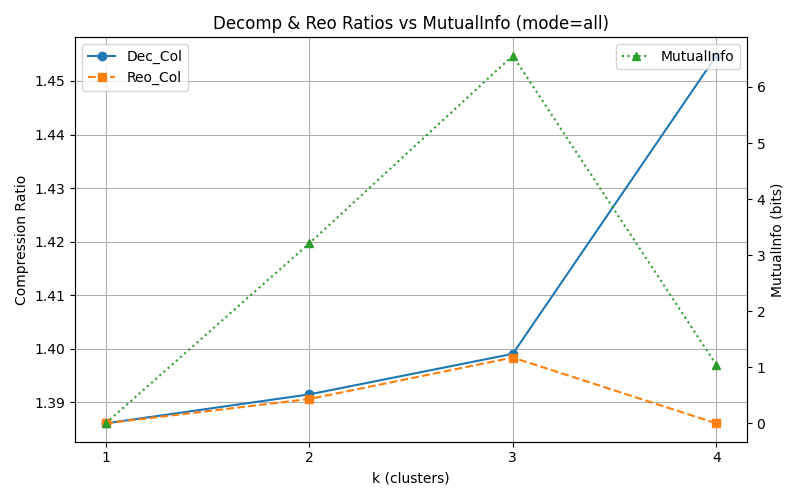 Decomp & Reo Ratios vs MutualInfo (mode=all)
Dec_Col
Reo_Col
MutualInfo
Compression Ratio
1.45
1.44
1.43
1.42
1.41
1.40
1.39
6
5
4
3
2
1
0
MutualInfo (bits)
1 2 3 4
k (clusters)